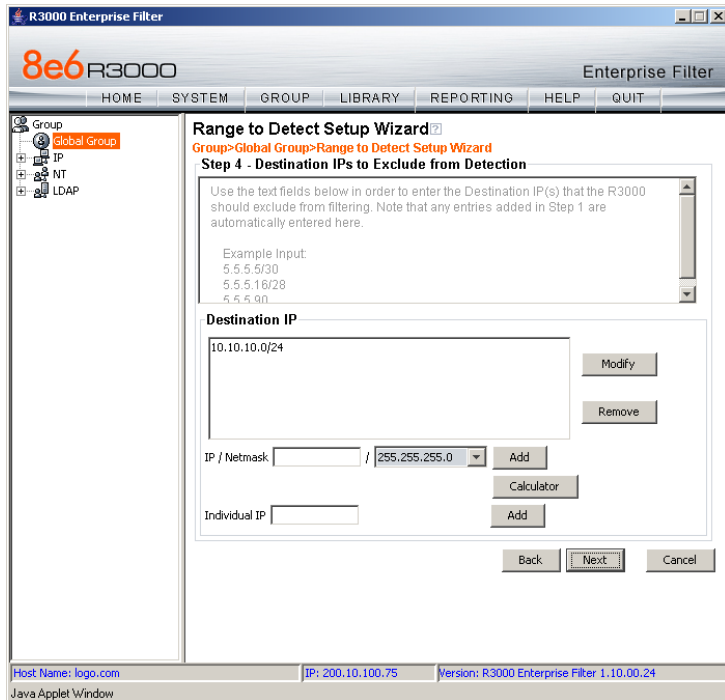 R3000 Enterprise Filter
8e6 R3000
Enterprise Filter
HOME SYSTEM GROUP LIBRARY REPORTING HELP QUIT
Group
Global Group
IP
NT
LDAP
Range to Detect Setup Wizard?
Group>Global Group>Range to Detect Setup Wizard
Step 4 - Destination IPs to Exclude from Detection
Use the text fields below in order to enter the Destination IP(s) that the R3000
should exclude from filtering. Note that any entries added in Step 1 are
automatically entered here.
Example Input:
5.5.5.5/30
5.5.5.16/28
5.5.5.90
Destination IP
10.10.10.0/24
Modify
Remove
IP / Netmask / 255.255.255.0 Add
Calculator
Individual IP Add
Back Next Cancel
Host Name: logo.com IP: 200.10.100.75 Version: R3000 Enterprise Filter 1.10.00.24
Java Applet Window